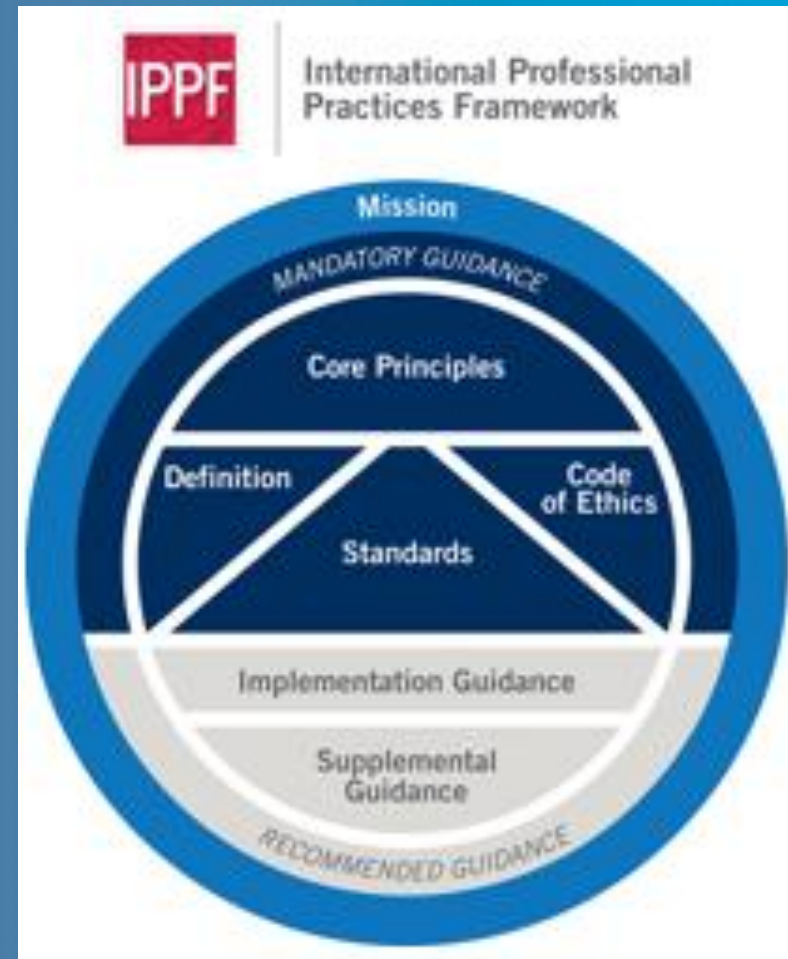 IPPF
International Professional
Practices Framework
Mission
MANDATORY GUIDANCE
Core Principles
Definition
Code
of Ethics
Standards
Implementation Guidance
Supplemental
Guidance
RECOMMENDED GUIDANCE